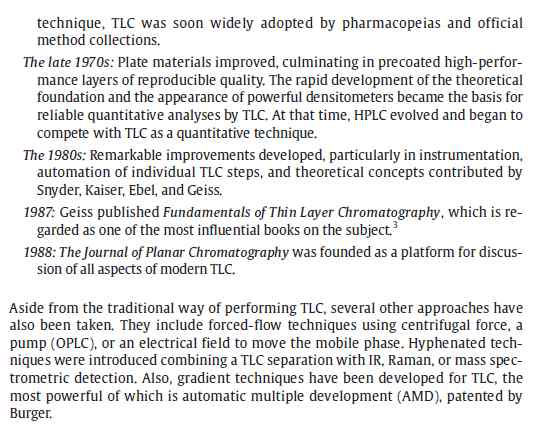 technique, TLC was soon widely adopted by pharmacopeias and official
method collections.
The late 1970s: Plate materials improved, culminating in precoated high-perfor-
mance layers of reproducible quality. The rapid development of the theoretical
foundation and the appearance of powerful densitometers became the basis for
reliable quantitative analyses by TLC. At that time, HPLC evolved and began to
compete with TLC as a quantitative technique.
The 1980s: Remarkable improvements developed, particularly in instrumentation,
automation of individual TLC steps, and theoretical concepts contributed by
Snyder, Kaiser, Ebel, and Geiss.
1987: Geiss published Fundamentals of Thin Layer Chromatography, which is re-
garded as one of the most influential books on the subject.3
1988: The Journal of Planar Chromatography was founded as a platform for discus-
sion of all aspects of modern TLC.
Aside from the traditional way of performing TLC, several other approaches have
also been taken. They include forced-flow techniques using centrifugal force, a
pump (OPLC), or an electrical field to move the mobile phase. Hyphenated tech-
niques were introduced combining a TLC separation with IR, Raman, or mass spec-
trometric detection. Also, gradient techniques have been developed for TLC, the
most powerful of which is automatic multiple development (AMD), patented by
Burger.